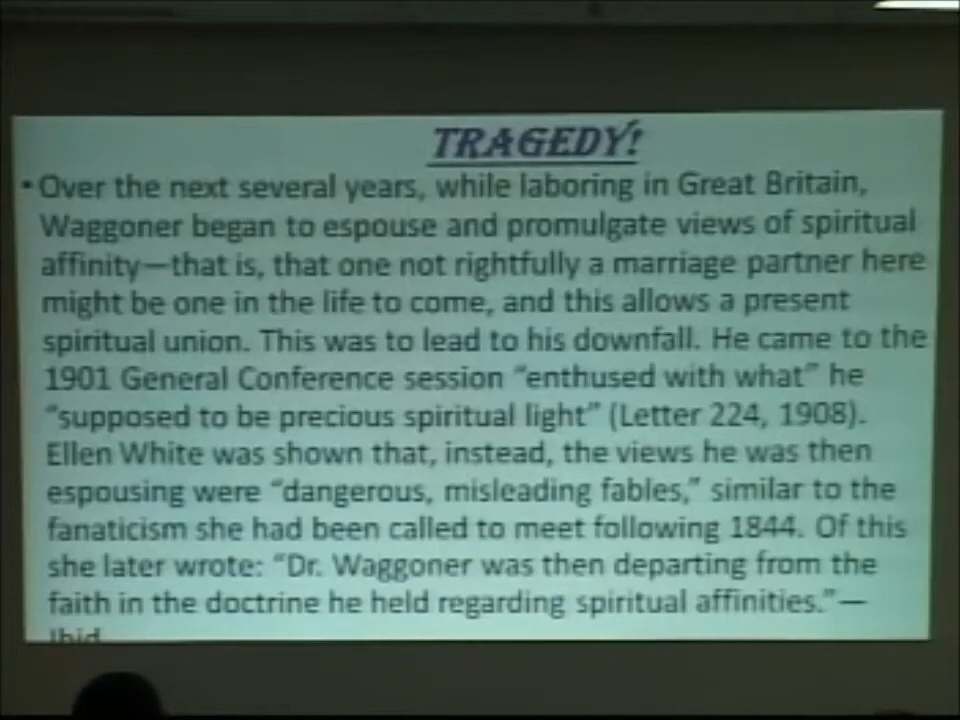 TRAGEDY!
• Over the next several years, while laboring in Great Britain,
Waggoner began to espouse and promulgate views of spiritual
affinity—that is, that one not rightfully a marriage partner here
might be one in the life to come, and this allows a present
spiritual union. This was to lead to his downfall. He came to the
1901 General Conference session “enthused with what” he
“supposed to be precious spiritual light” (Letter 224, 1908).
Ellen White was shown that, instead, the views he was then
espousing were “dangerous, misleading fables,” similar to the
fanaticism she had been called to meet following 1844. Of this
she later wrote: “Dr. Waggoner was then departing from the
faith in the doctrine he held regarding spiritual affinities.”—
Ibid